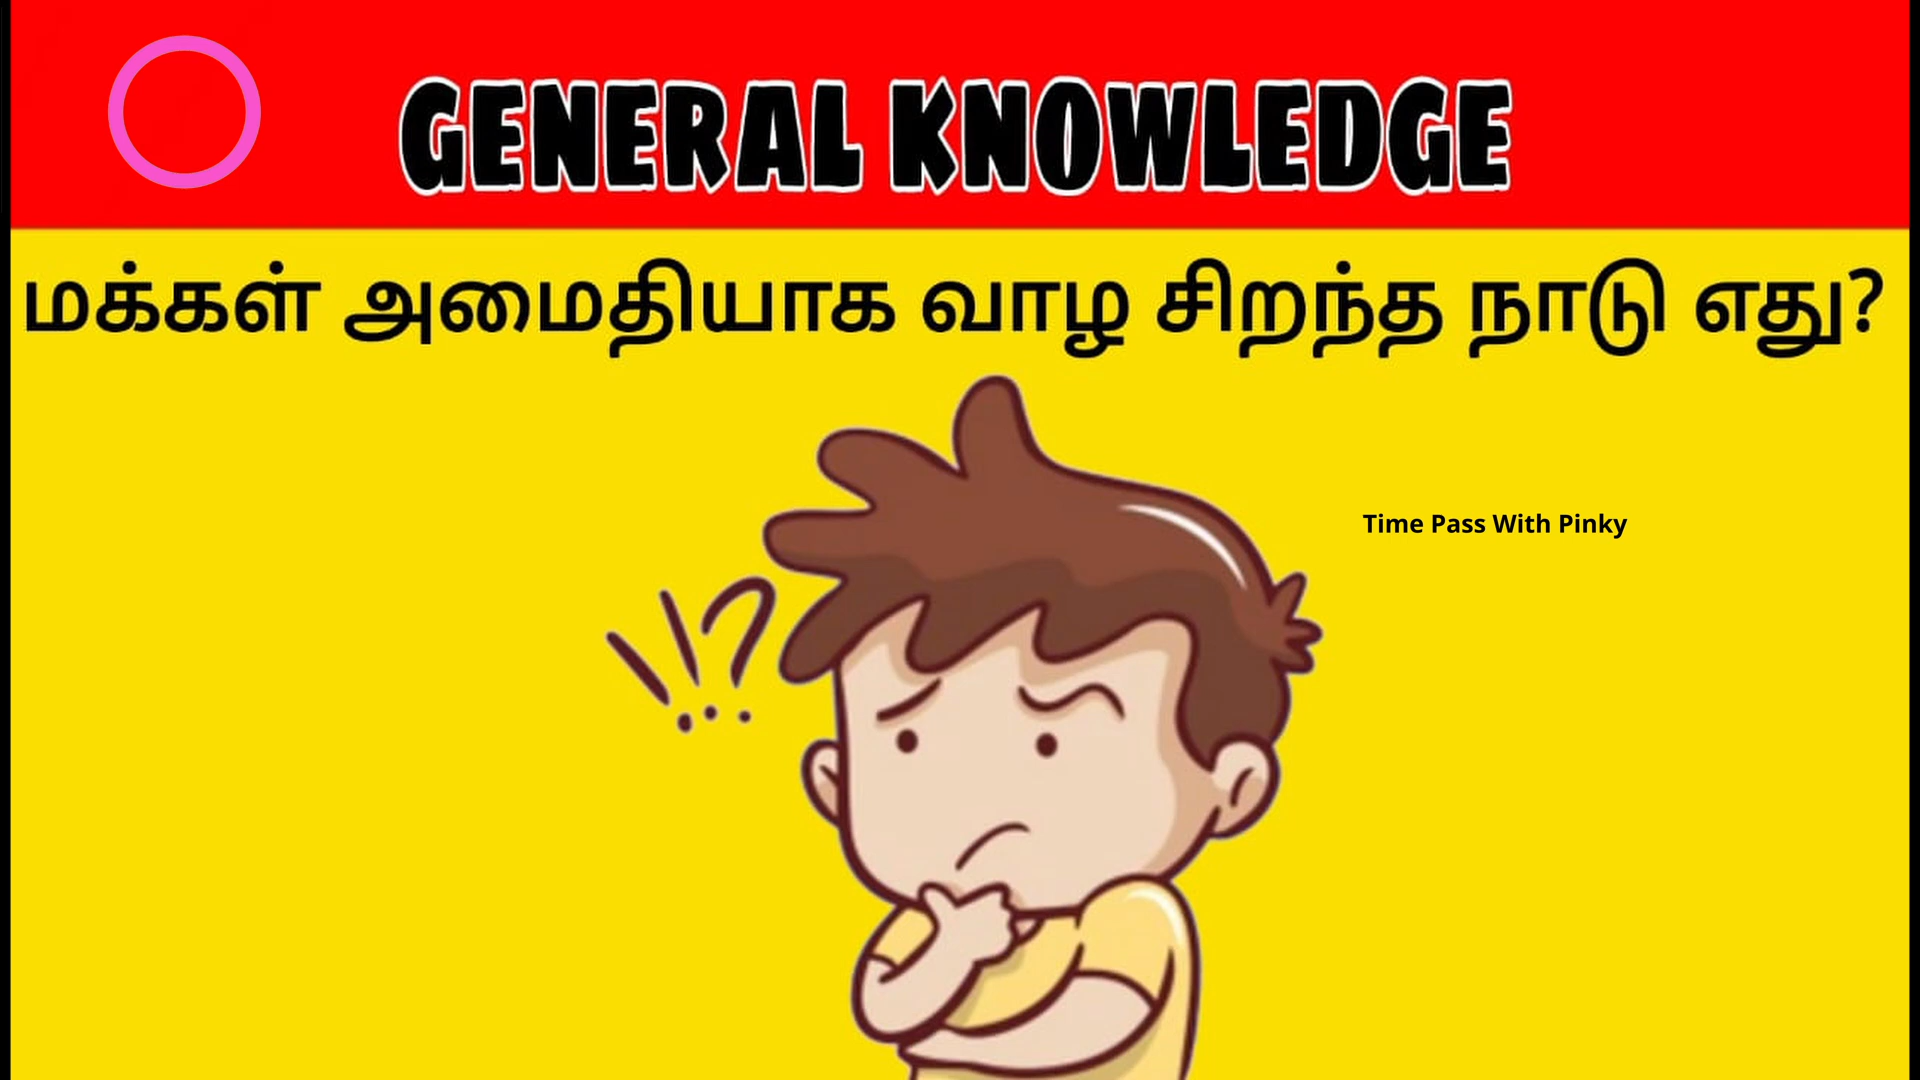 GENERAL KNOWLEDGE
மக்கள் அமைதியாக வாழ சிறந்த நாடு எது?
Time Pass With Pinky
!!?